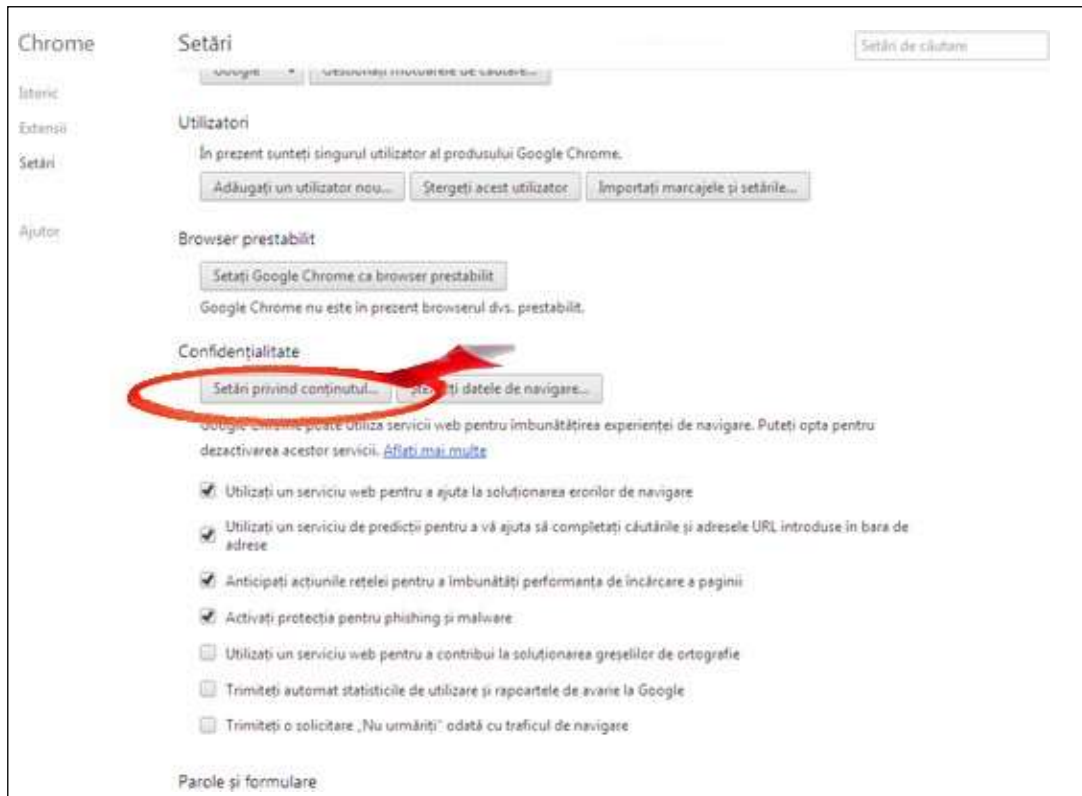 Chrome
Setări
Setări de căutare
Google
Gestionați motoarele de căutare...
Istoric
Extensii
Setări
Ajutor
Utilizatori
În prezent sunteți singurul utilizator al produsului Google Chrome.
Adăugați un utilizator nou... Ștergeți acest utilizator Importați marcajele și setările...
Browser prestabilit
Setați Google Chrome ca browser prestabilit
Google Chrome nu este în prezent browserul dvs. prestabilit.
Confidențialitate
Setări privind conținutul... datele de navigare...
Google Chrome poate utiliza servicii web pentru îmbunătățirea experienței de navigare. Puteți opta pentru
dezactivarea acestor servicii. Aflați mai multe
Utilizați un serviciu web pentru a ajuta la soluționarea erorilor de navigare
Utilizați un serviciu de predicții pentru a vă ajuta să completați căutările și adresele URL introduse în bara de
adrese
Anticipați acțiunile rețelei pentru a îmbunătăți performanța de încărcare a paginii
Activați protecția pentru phishing și malware
Utilizați un serviciu web pentru a contribui la soluționarea greșelilor de ortografie
Trimiteți automat statisticile de utilizare și rapoartele de avarie la Google
Trimiteți o solicitare „Nu urmăriți” odată cu traficul de navigare
Parole și formulare